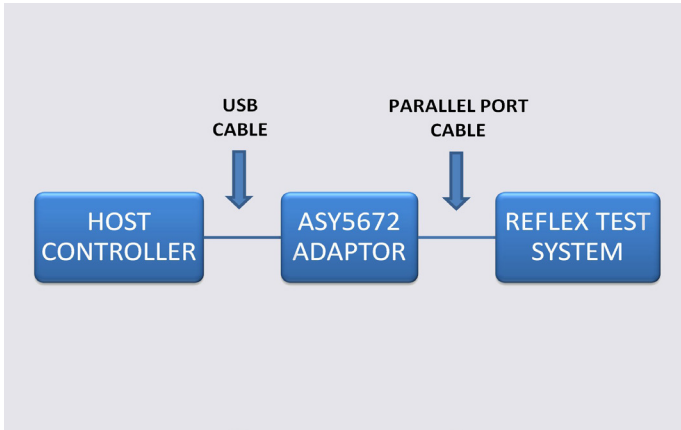 USB
CABLE
PARALLEL PORT
CABLE
HOST
CONTROLLER
ASY5672
ADAPTOR
REFLEX TEST
SYSTEM